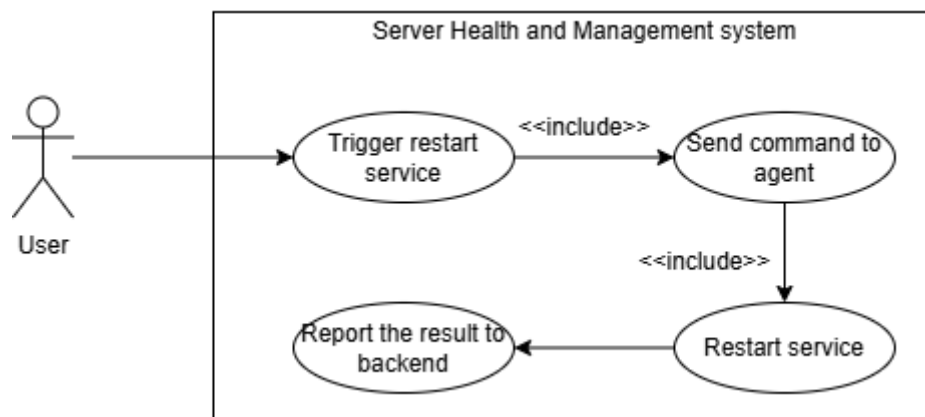 Server Health and Management system
<<include>>
Trigger restart
service
Send command to
agent
User
<<include>>
Report the result to
backend
Restart service